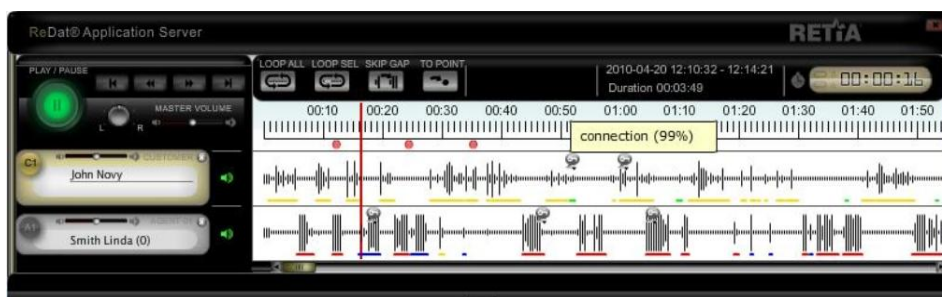 ReDat® Application Server
RETIA
PLAY / PAUSE
L
R
MASTER VOLUME
LOOP ALL
LOOP SEL
SKIP GAP
TO POINT
2010-04-20 12:10:32 - 12:14:21
Duration 00:03:49
00:00:16
00:10 00:20 00:30 00:40 00:50 01:00 01:10 01:20 01:30 01:40 01:50
connection (99%)
C1
CUSTOMER
John Novy
A1
Smith Linda (0)